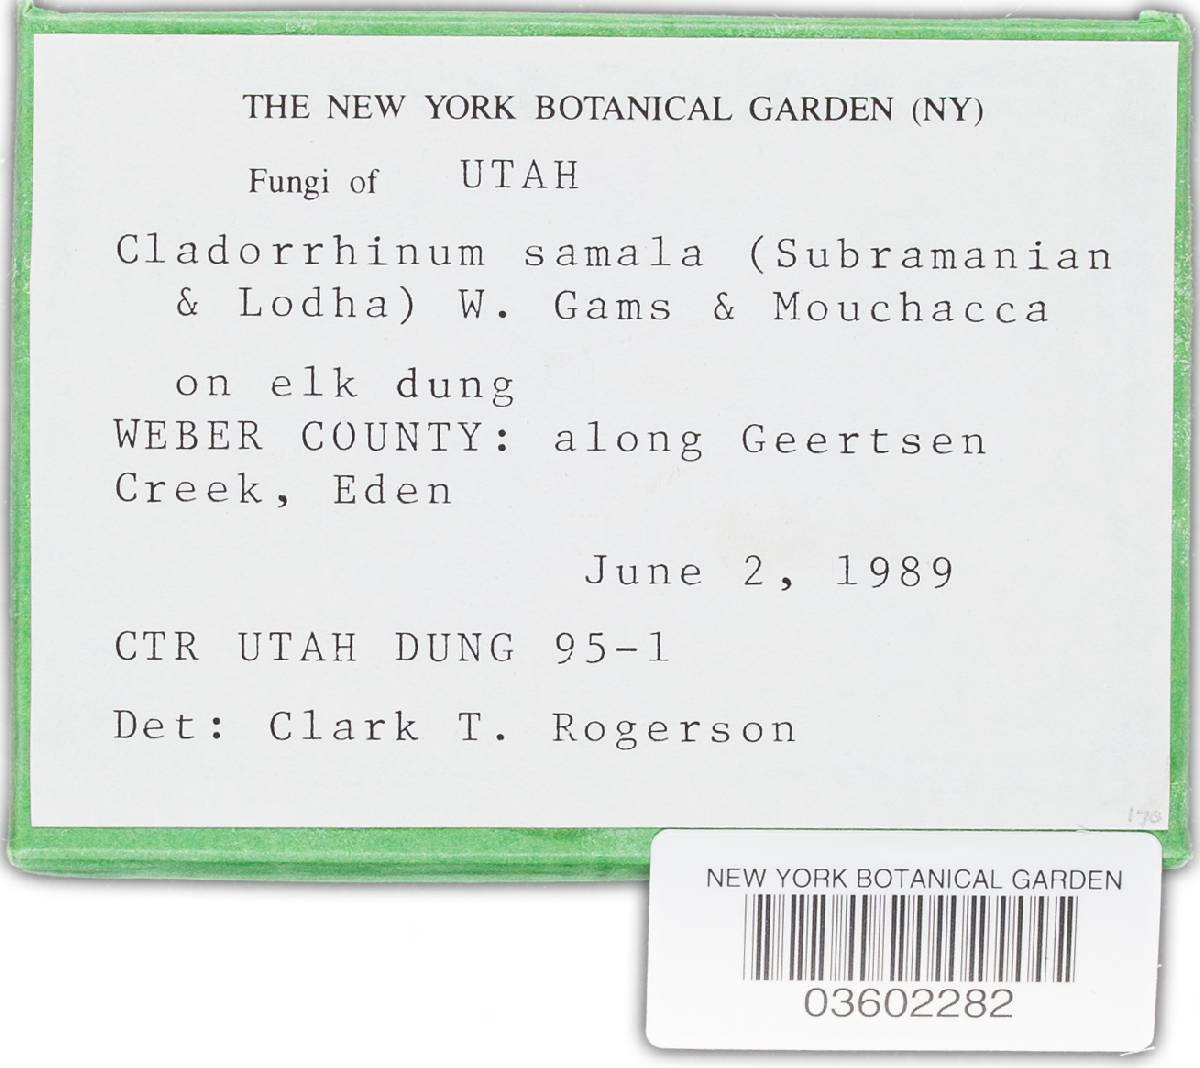 THE NEW YORK BOTANICAL GARDEN (NY)
Fungi of UTAH
Cladorrhinum samala (Subramanian
& Lodha) W. Gams & Mouchacca
on elk dung
WEBER COUNTY: along Geertsen
Creek, Eden
June 2, 1989
CTR UTAH DUNG 95-1
Det: Clark T. Rogerson
NEW YORK BOTANICAL GARDEN
03602282